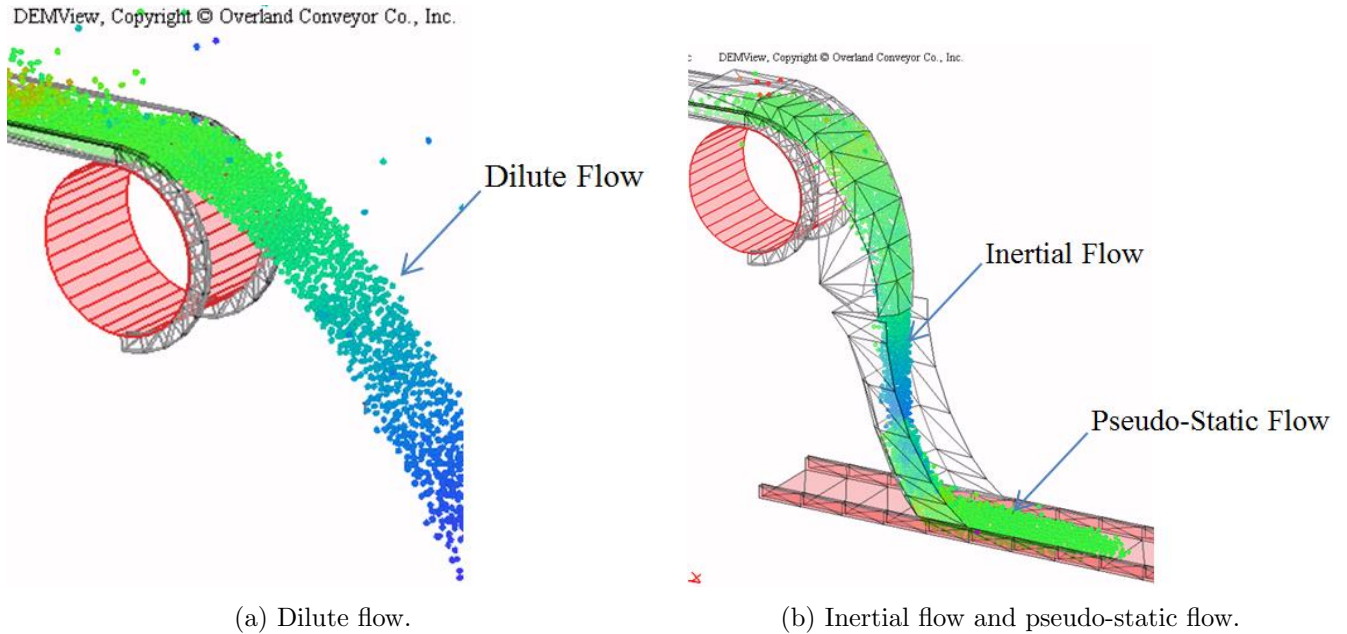 DEMView, Copyright © Overland Conveyor Co., Inc.
Dilute Flow
(a) Dilute flow.
c DEMView, Copyright © Overland Conveyor Co., Inc.
Inertial Flow
Pseudo-Static Flow
(b) Inertial flow and pseudo-static flow.